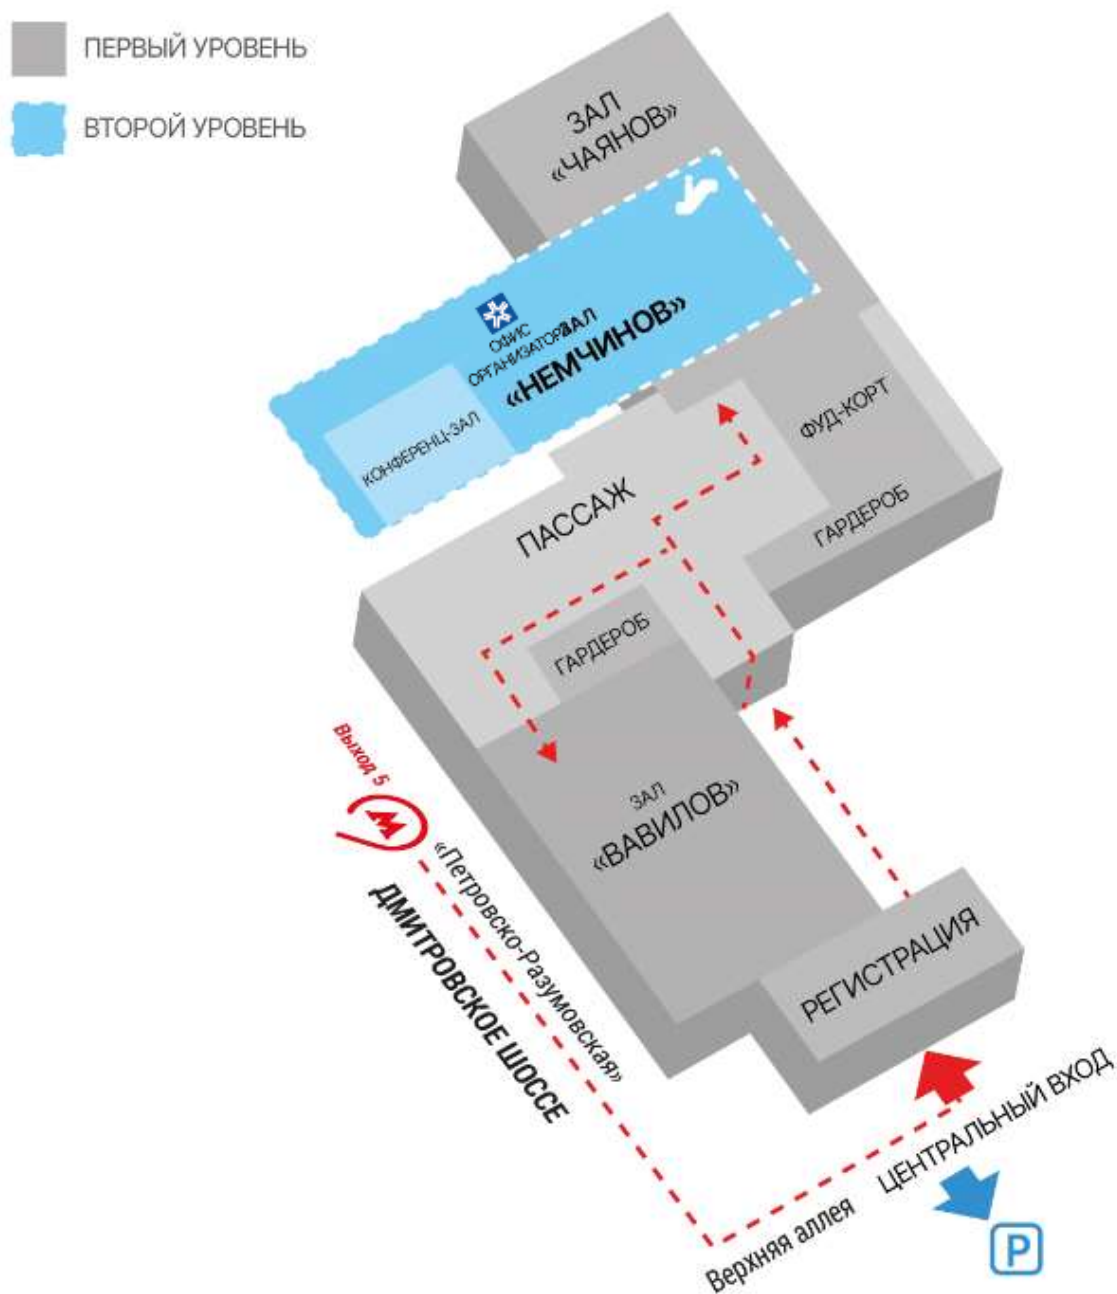 ПЕРВЫЙ УРОВЕНЬ
ВТОРОЙ УРОВЕНЬ
ЗАЛ
«ЧАЯНОВ»
ОФИС
ОРГАНИЗАТОРА
ЗАЛ
«НЕМЧИНОВ»
КОНФЕРЕНЦ-ЗАЛ
ФУД-КОРТ
ПАССАЖ
ГАРДЕРОБ
ГАРДЕРОБ
Выход 5
ЗАЛ
«ВАВИЛОВ»
«Петровско-Разумовская»
ДМИТРОВСКОЕ ШОССЕ
РЕГИСТРАЦИЯ
ЦЕНТРАЛЬНЫЙ ВХОД
Верхняя аллея
P